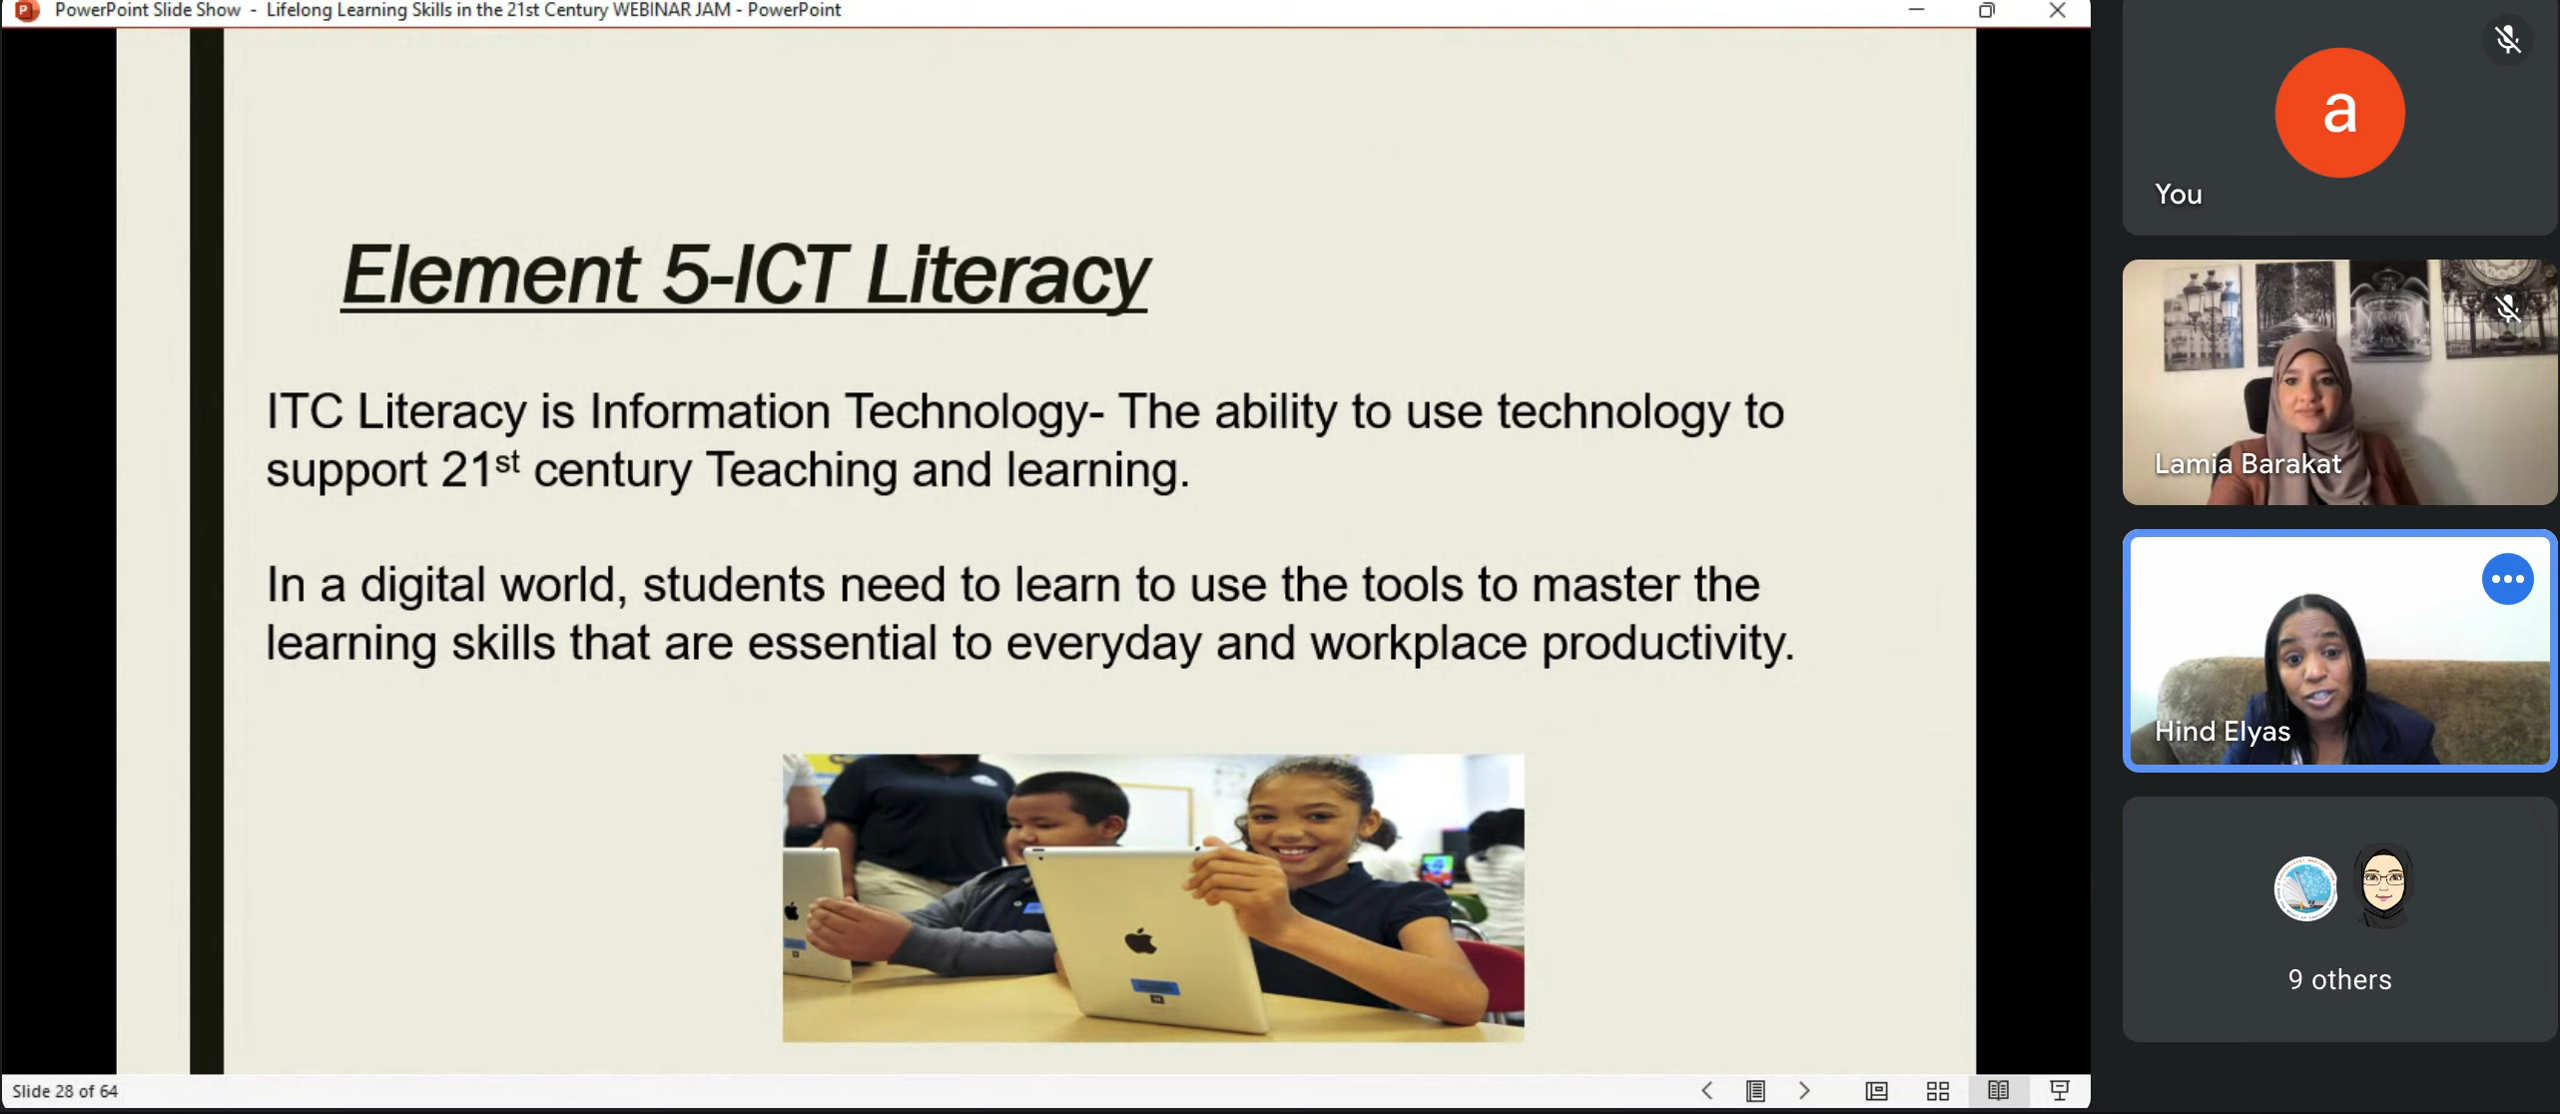 PowerPoint Slide Show - Lifelong Learning Skills in the 21st Century WEBINAR JAM - PowerPoint
Element 5-ICT Literacy
ITC Literacy is Information Technology- The ability to use technology to
support 21st century Teaching and learning.
In a digital world, students need to learn to use the tools to master the
learning skills that are essential to everyday and workplace productivity.
Slide 28 of 64
a
You
Lamia Barakat
Hind Elyas
9 others